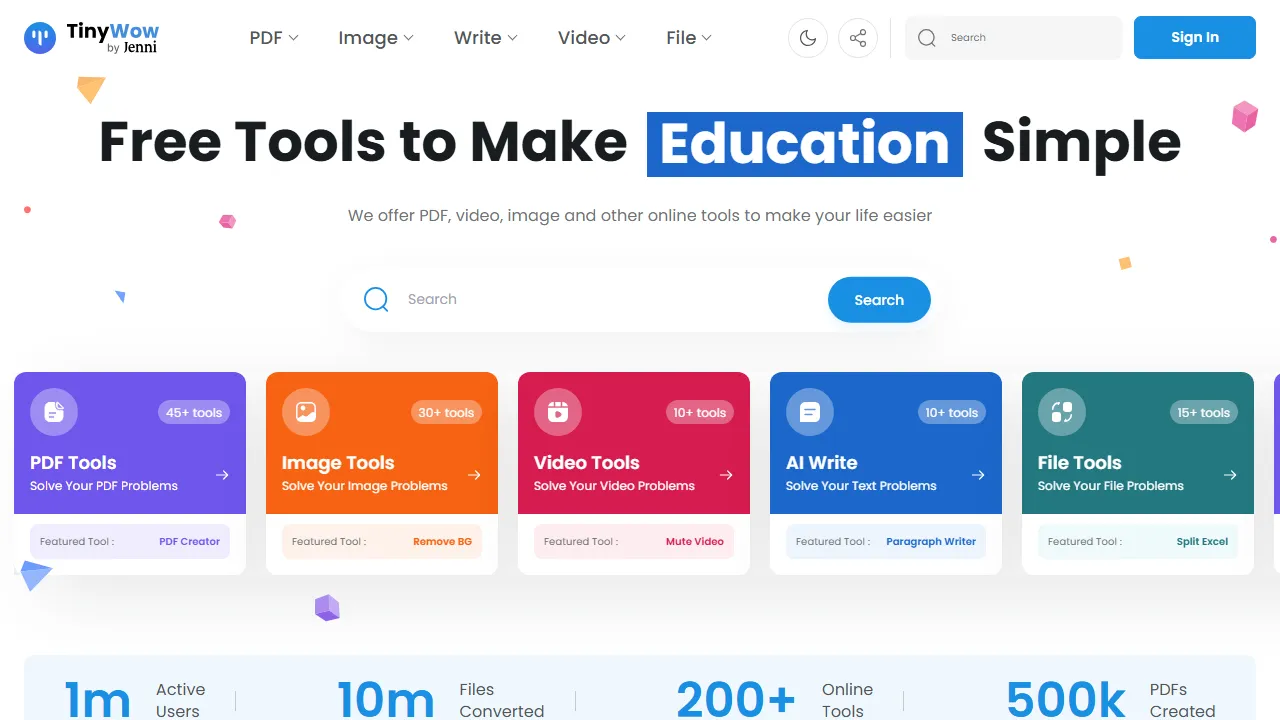 TinyWow
by Jenni
PDF
Image
Write
Video
File
Search
Sign In
Free Tools to Make Education Simple
We offer PDF, video, image and other online tools to make your life easier
Search
Search
45+ tools
PDF Tools
Solve Your PDF Problems
Featured Tool :
PDF Creator
30+ tools
Image Tools
Solve Your Image Problems
Featured Tool :
Remove BG
10+ tools
Video Tools
Solve Your Video Problems
Featured Tool :
Mute Video
10+ tools
AI Write
Solve Your Text Problems
Featured Tool :
Paragraph Writer
15+ tools
File Tools
Solve Your File Problems
Featured Tool :
Split Excel
1m
Active
Users
10m
Files
Converted
200+
Online
Tools
500k
PDFs
Created